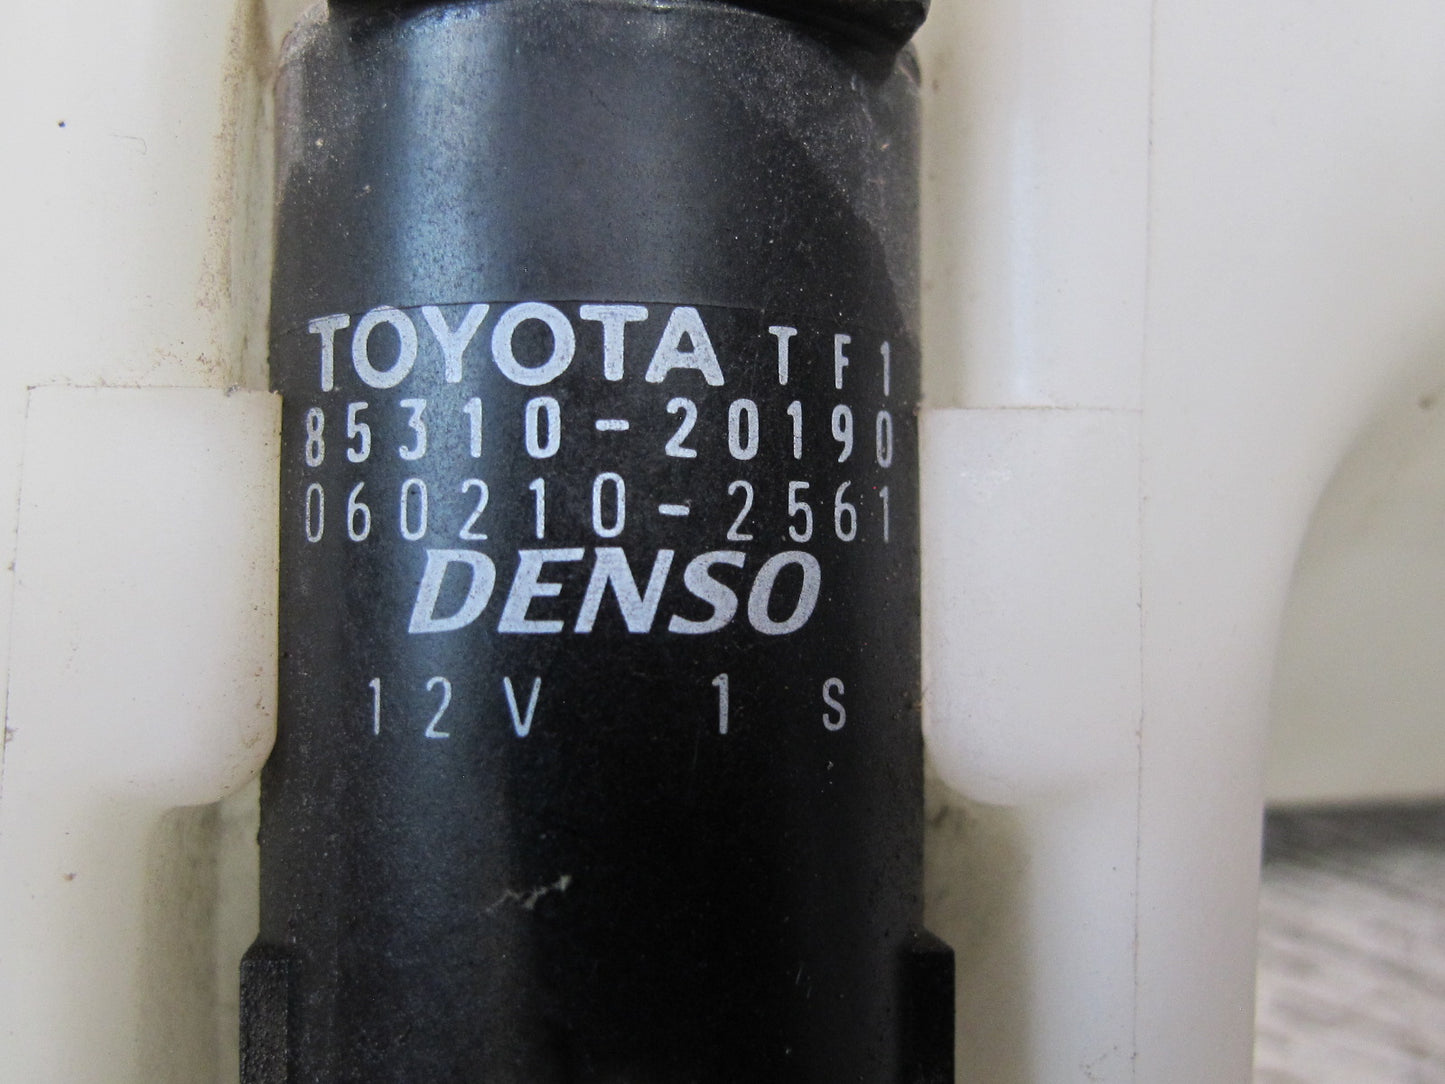 TOYOTA TF1
85310-20190
060210-2561
DENSO
12V 1S